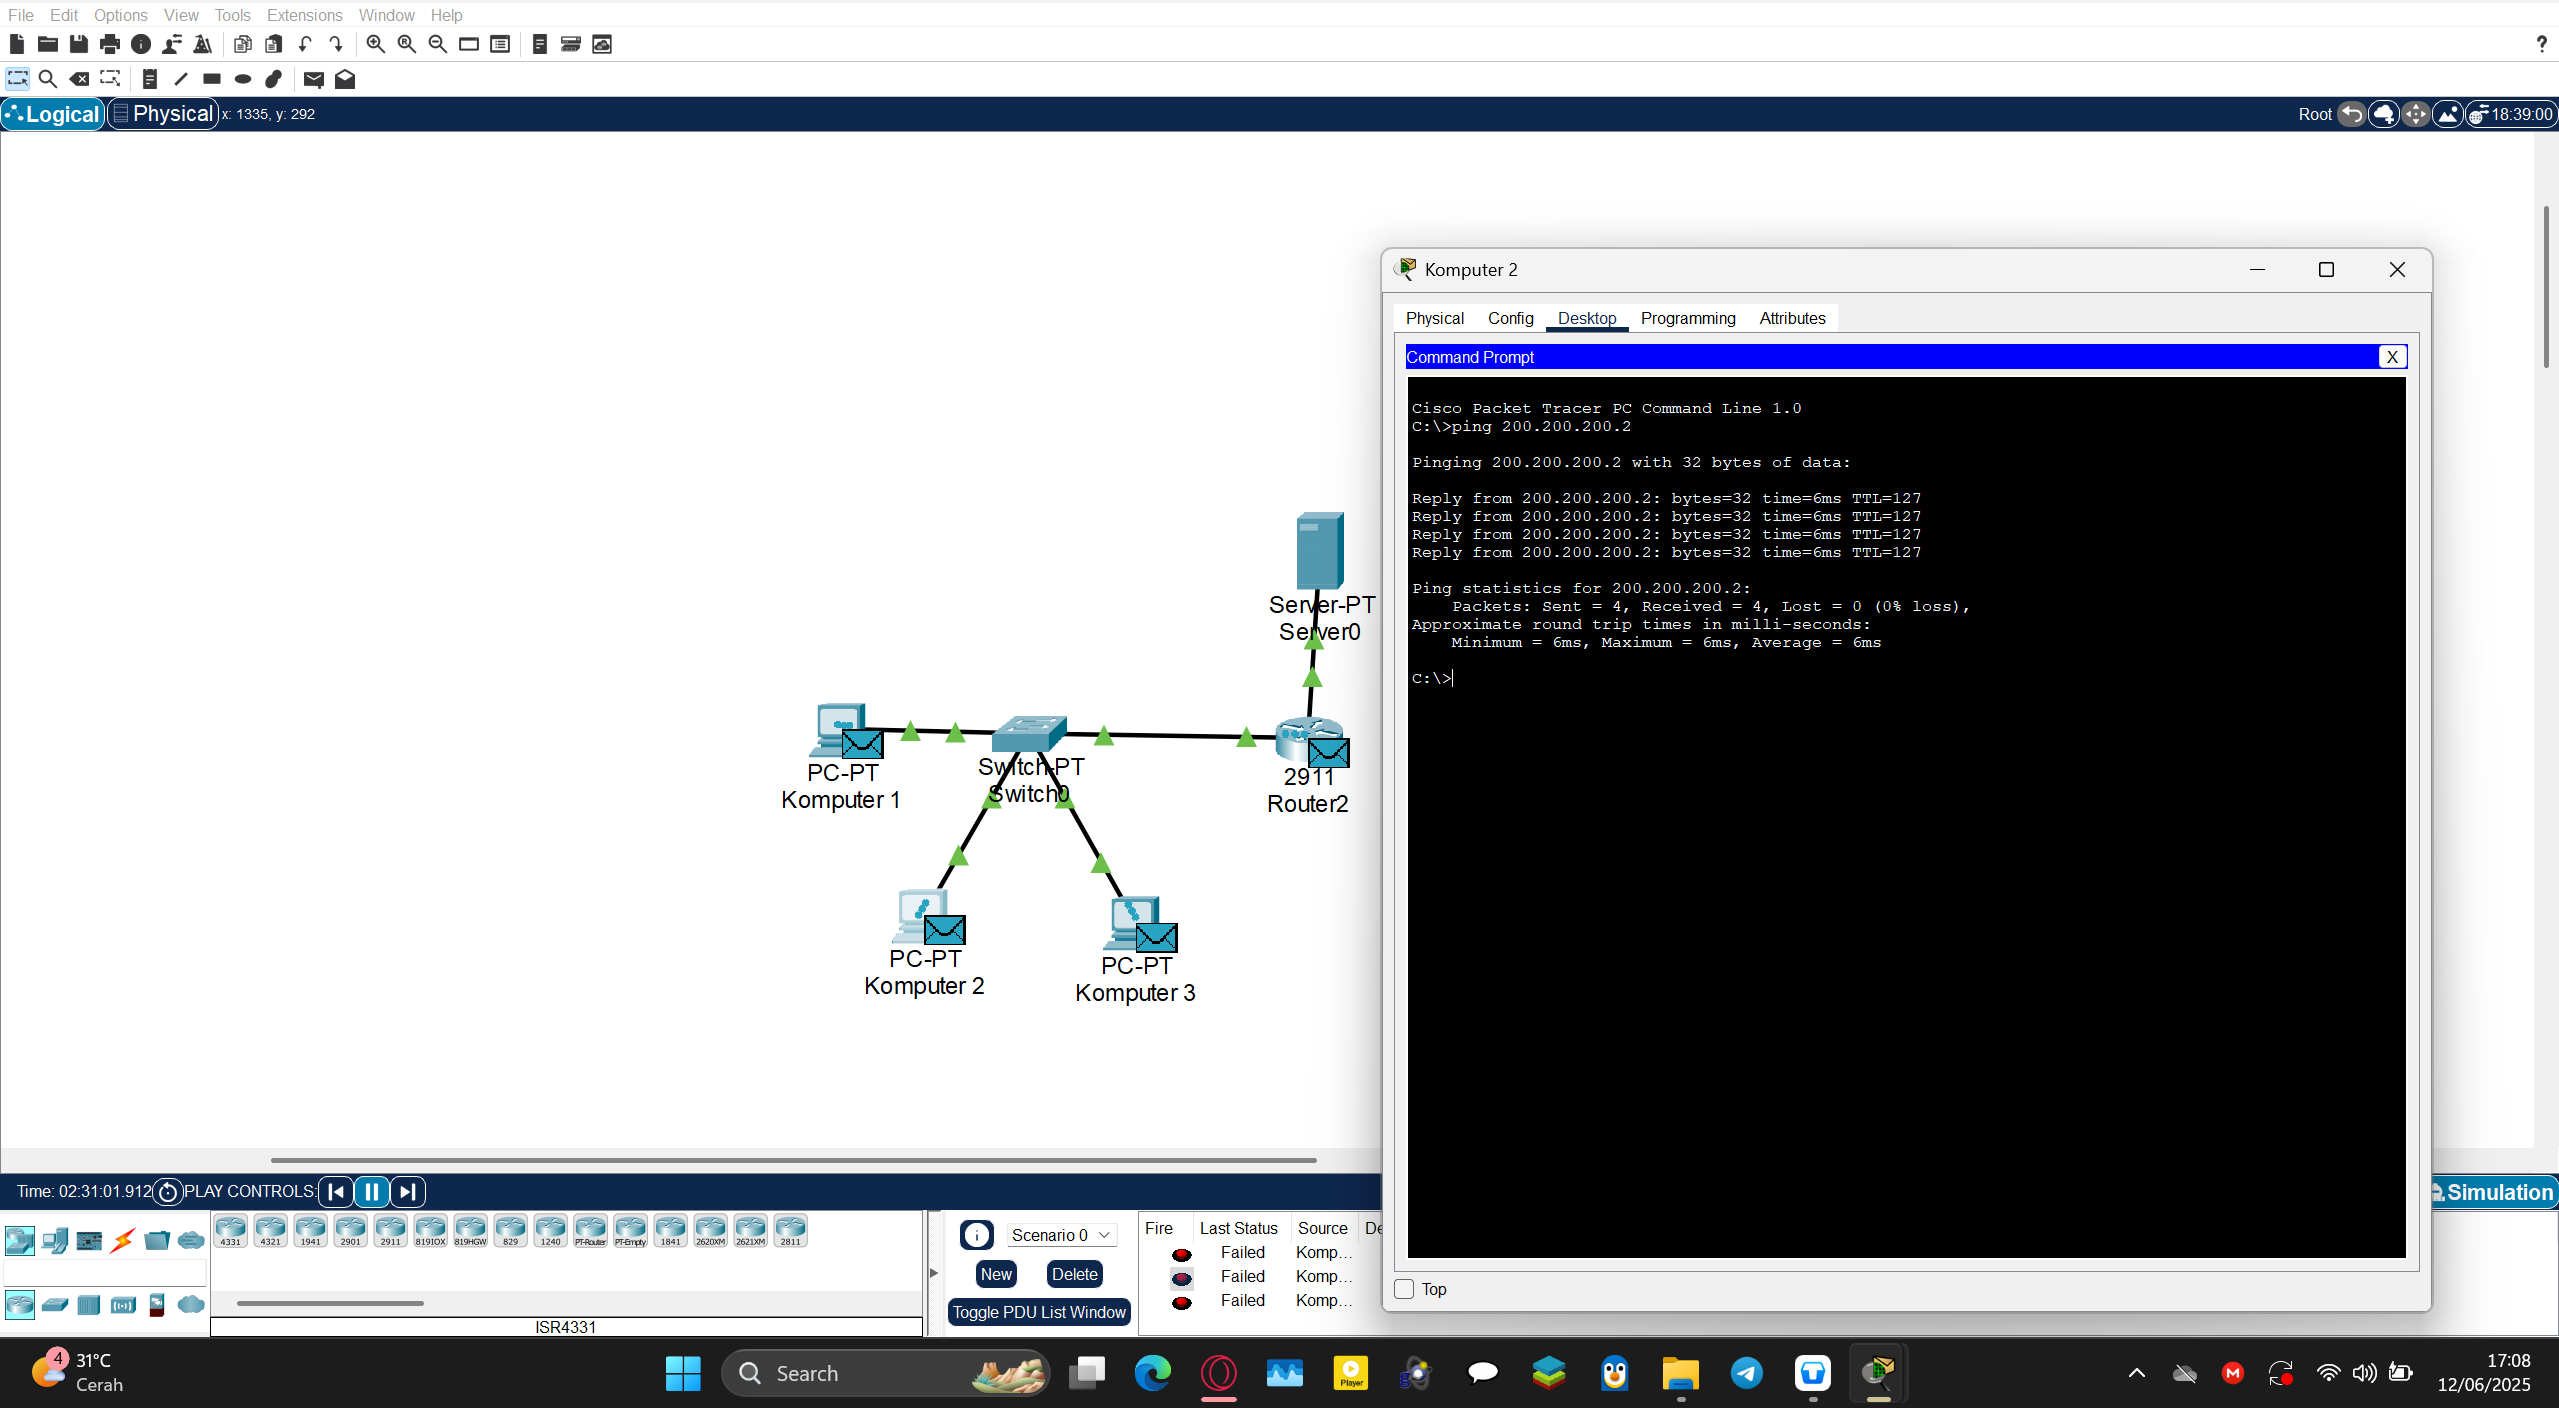 File Edit Options View Tools Extensions Window Help
?
Logical Physical x: 1335, y: 292 Root 18:39:00
Server-PT
Server0
PC-PT
Komputer 1
Switch-PT
Switch0
2911
Router2
PC-PT
Komputer 2
PC-PT
Komputer 3
Komputer 2
Physical Config Desktop Programming Attributes
Command Prompt X
Cisco Packet Tracer PC Command Line 1.0
C:\>ping 200.200.200.2
Pinging 200.200.200.2 with 32 bytes of data:
Reply from 200.200.200.2: bytes=32 time=6ms TTL=127
Reply from 200.200.200.2: bytes=32 time=6ms TTL=127
Reply from 200.200.200.2: bytes=32 time=6ms TTL=127
Reply from 200.200.200.2: bytes=32 time=6ms TTL=127
Ping statistics for 200.200.200.2:
Packets: Sent = 4, Received = 4, Lost = 0 (0% loss),
Approximate round trip times in milli-seconds:
Minimum = 6ms, Maximum = 6ms, Average = 6ms
C:\>
Top
Time: 02:31:01.912 PLAY CONTROLS: Simulation
4331 4321 1941 2901 2911 819IOX 819HGW 829 1240 PT-Router PT-Empty 1841 2620XM 2621XM 2811
ISR4331
Scenario 0
New Delete
Toggle PDU List Window
Fire Last Status Source De
Failed Komp...
Failed Komp...
Failed Komp...
4 31°C
Cerah
Search
Player
M
17:08
12/06/2025